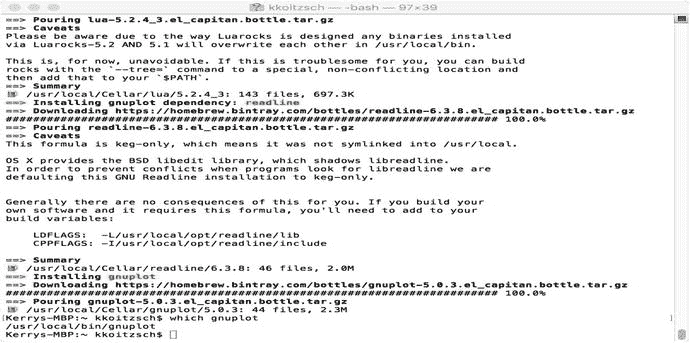 kkoitzsch — -bash — 97×39
==> Pouring lua-5.2.4_3.el_capitan.bottle.tar.gz
==> Caveats
Please be aware due to the way Luarocks is designed any binaries installed
via Luarocks-5.2 AND 5.1 will overwrite each other in /usr/local/bin.
This is, for now, unavoidable. If this is troublesome for you, you can build
rocks with the `--tree=` command to a special, non-conflicting location and
then add that to your `$PATH`.
==> Summary
/usr/local/Cellar/lua/5.2.4_3: 143 files, 697.3K
==> Installing gnuplot dependency: readline
==> Downloading https://homebrew.bintray.com/bottles/readline-6.3.8.el_capitan.bottle.tar.gz
######################################################################## 100.0%
==> Pouring readline-6.3.8.el_capitan.bottle.tar.gz
==> Caveats
This formula is keg-only, which means it was not symlinked into /usr/local.
OS X provides the BSD libedit library, which shadows libreadline.
In order to prevent conflicts when programs look for libreadline we are
defaulting this GNU Readline installation to keg-only.
Generally there are no consequences of this for you. If you build your
own software and it requires this formula, you'll need to add to your
build variables:
LDFLAGS:  -L/usr/local/opt/readline/lib
CPPFLAGS: -I/usr/local/opt/readline/include
==> Summary
/usr/local/Cellar/readline/6.3.8: 46 files, 2.0M
==> Installing gnuplot
==> Downloading https://homebrew.bintray.com/bottles/gnuplot-5.0.3.el_capitan.bottle.tar.gz
######################################################################## 100.0%
==> Pouring gnuplot-5.0.3.el_capitan.bottle.tar.gz
/usr/local/Cellar/gnuplot/5.0.3: 44 files, 2.3M
[Kerrys-MBP:~ kkoitzsch$ which gnuplot ]
/usr/local/bin/gnuplot
Kerrys-MBP:~ kkoitzsch$